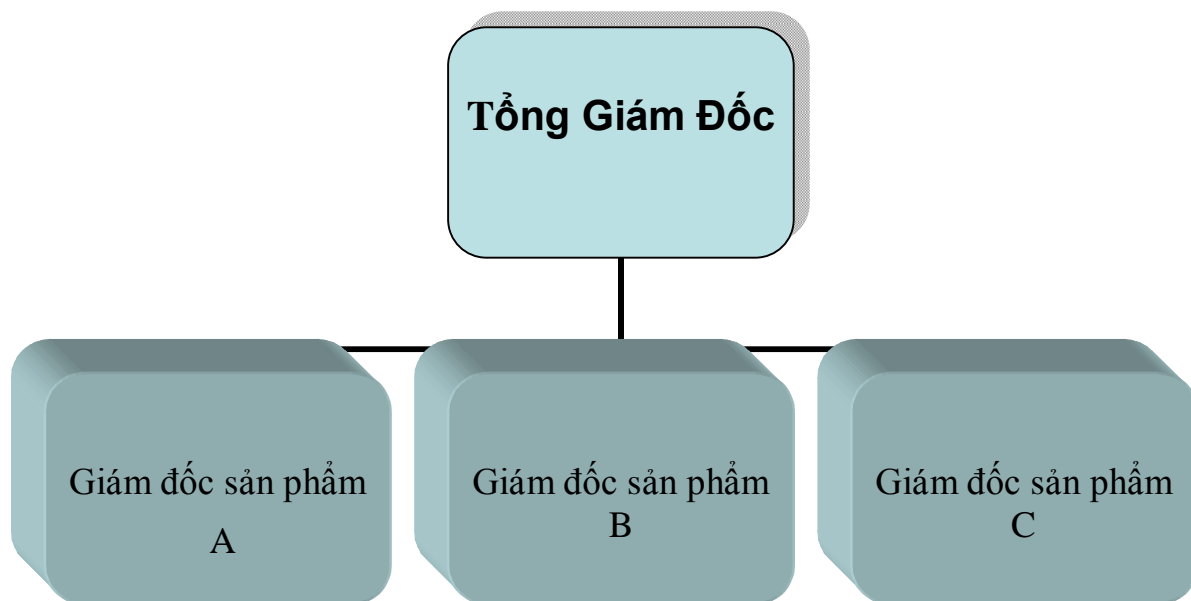 Tổng Giám Đốc
Giám đốc sản phẩm
A
Giám đốc sản phẩm
B
Giám đốc sản phẩm
C